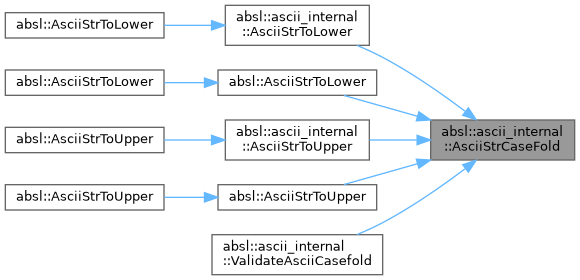 absl::AsciiStrToLower
absl::ascii_internal
::AsciiStrToLower
absl::AsciiStrToLower
absl::AsciiStrToLower
absl::ascii_internal
::AsciiStrCaseFold
absl::AsciiStrToUpper
absl::ascii_internal
::AsciiStrToUpper
absl::AsciiStrToUpper
absl::AsciiStrToUpper
absl::ascii_internal
::ValidateAsciiCasefold